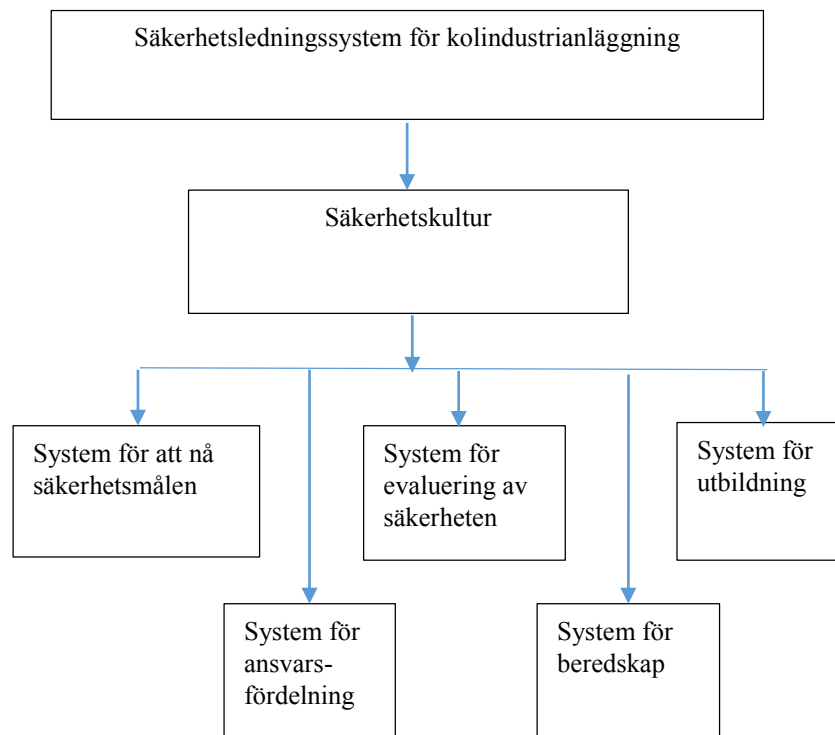 Säkerhetsledningssystem för kolindustrianläggning
Säkerhetskultur
System för att nå
säkerhetsmålen
System för
evaluering av
säkerheten
System för
utbildning
System för
ansvars-
fördelning
System för
beredskap